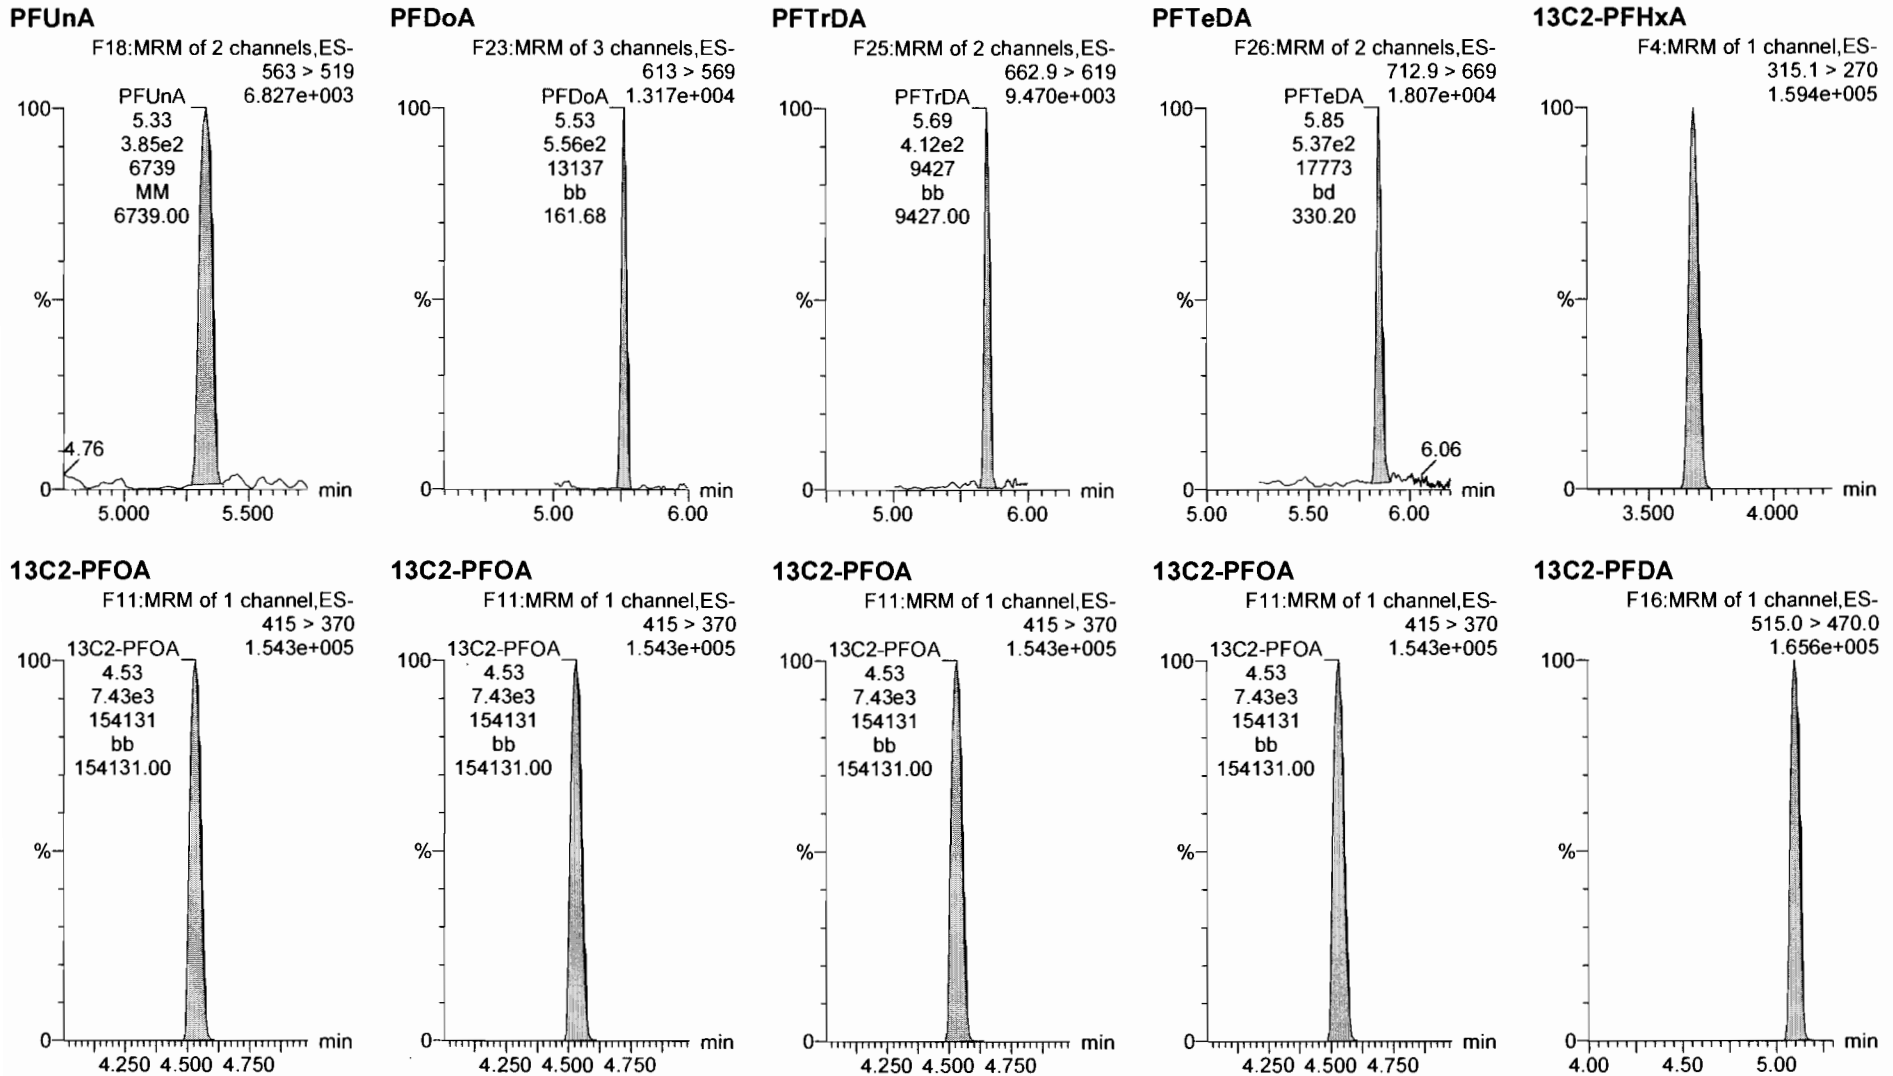 PFUnA
F18:MRM of 2 channels,ES-
563 > 519
6.827e+003
PFUnA
5.33
3.85e2
6739
MM
6739.00
100
%
0
4.76
5.000
5.500
min
PFDoA
F23:MRM of 3 channels,ES-
613 > 569
1.317e+004
PFDoA
5.53
5.56e2
13137
bb
161.68
100
%
0
5.00
6.00
min
PFTrDA
F25:MRM of 2 channels,ES-
662.9 > 619
9.470e+003
PFTrDA
5.69
4.12e2
9427
bb
9427.00
100
%
0
5.00
6.00
min
PFTeDA
F26:MRM of 2 channels,ES-
712.9 > 669
1.807e+004
PFTeDA
5.85
5.37e2
17773
bd
330.20
100
%
0
6.06
5.00
5.50
6.00
min
13C2-PFHxA
F4:MRM of 1 channel,ES-
315.1 > 270
1.594e+005
100
%
0
3.500
4.000
min
13C2-PFOA
F11:MRM of 1 channel,ES-
415 > 370
1.543e+005
13C2-PFOA
4.53
7.43e3
154131
bb
154131.00
100
%
0
4.250 4.500 4.750
min
13C2-PFOA
F11:MRM of 1 channel,ES-
415 > 370
1.543e+005
13C2-PFOA
4.53
7.43e3
154131
bb
154131.00
100
%
0
4.250 4.500 4.750
min
13C2-PFOA
F11:MRM of 1 channel,ES-
415 > 370
1.543e+005
13C2-PFOA
4.53
7.43e3
154131
bb
154131.00
100
%
0
4.250 4.500 4.750
min
13C2-PFOA
F11:MRM of 1 channel,ES-
415 > 370
1.543e+005
13C2-PFOA
4.53
7.43e3
154131
bb
154131.00
100
%
0
4.250 4.500 4.750
min
13C2-PFDA
F16:MRM of 1 channel,ES-
515.0 > 470.0
1.656e+005
100
%
0
4.00
4.50
5.00
min